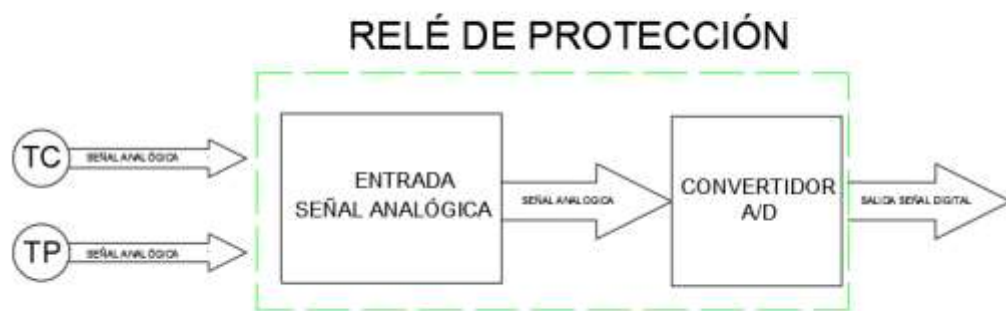 RELÉ DE PROTECCIÓN
TC
SEÑAL ANALÓGICA
TP
SEÑAL ANALÓGICA
ENTRADA
SEÑAL ANALÓGICA
SEÑAL ANALOGICA
CONVERTIDOR
A/D
SALIDA SEÑAL DIGITAL